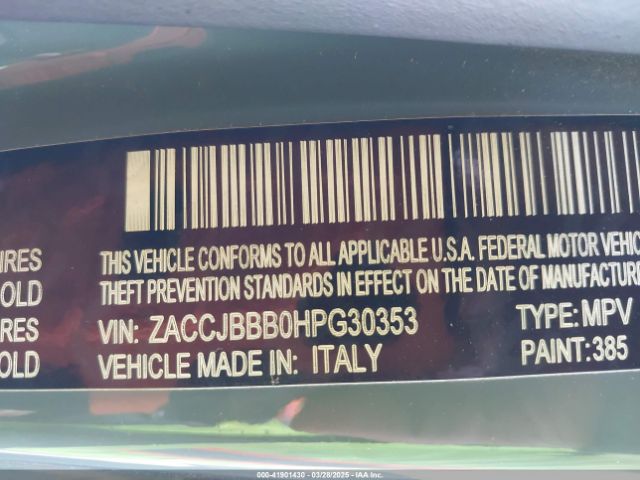 THIS VEHICLE CONFORMS TO ALL APPLICABLE U.S.A. FEDERAL MOTOR VEHIC
IRES THEFT PREVENTION STANDARDS IN EFFECT ON THE DATE OF MANUFACTURE
OLD
IRES VIN: ZACCJBBB0HPG30353 TYPE: MPV
OLD VEHICLE MADE IN: ITALY PAINT: 385
000-41901430 - 03/28/2025 - IAA Inc.